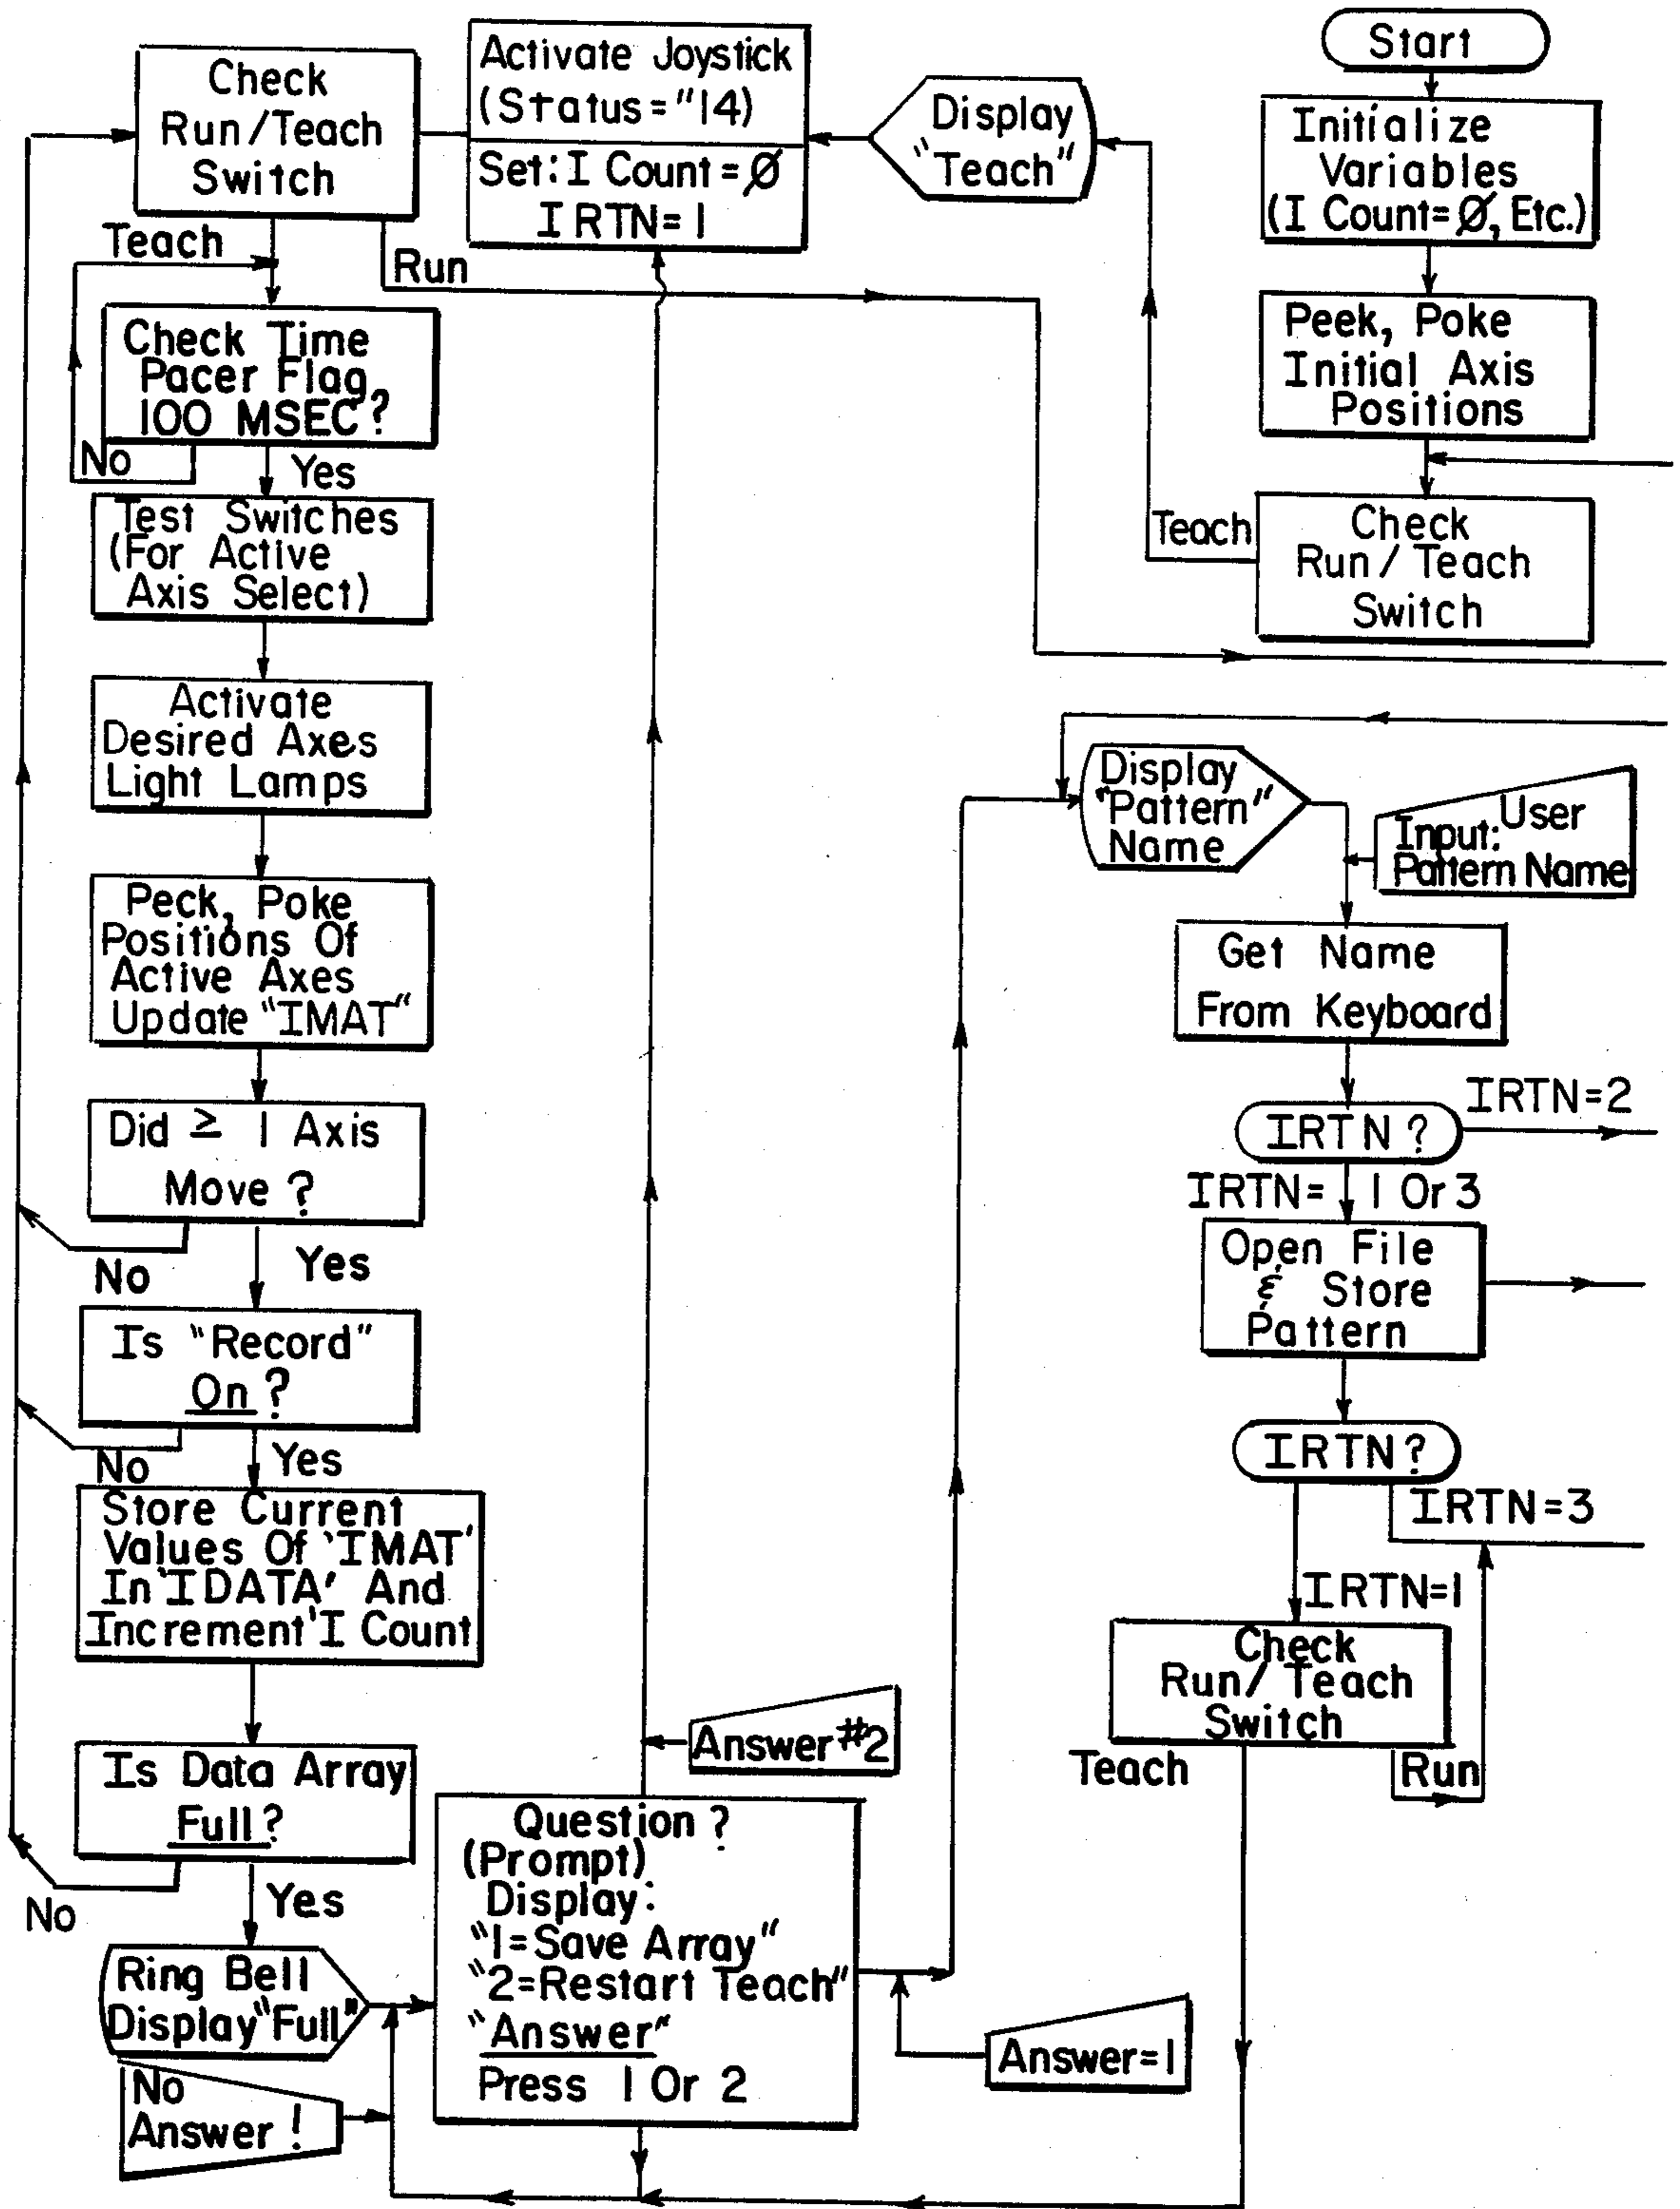 Start
Initialize
Variables
(I Count=Ø, Etc.)
Peek, Poke
Initial Axis
Positions
Check
Run / Teach
Switch
Teach
Display
"Teach"
Activate Joystick
(Status="14)
Set: I Count=Ø
I RTN=1
Check
Run/Teach
Switch
Teach
Run
Check Time
Pacer Flag
100 MSEC?
No
Yes
Test Switches
(For Active
Axis Select)
Activate
Desired Axes
Light Lamps
Peck, Poke
Positions Of
Active Axes
Update "IMAT"
Did ≥ 1 Axis
Move ?
No
Yes
Is "Record"
On ?
No
Yes
Store Current
Values Of 'IMAT'
In 'IDATA' And
Increment 'I Count
Is Data Array
Full ?
No
Yes
Ring Bell
Display "Full"
No
Answer !
Question ?
(Prompt)
Display:
"1=Save Array"
"2=Restart Teach"
"Answer"
Press 1 Or 2
Answer #2
Answer=1
Display
"Pattern"
Name
User
Input:
Pattern Name
Get Name
From Keyboard
IRTN ?
IRTN=2
IRTN= 1 Or 3
Open File
& Store
Pattern
IRTN?
IRTN=3
IRTN=1
Check
Run/ Teach
Switch
Teach
Run